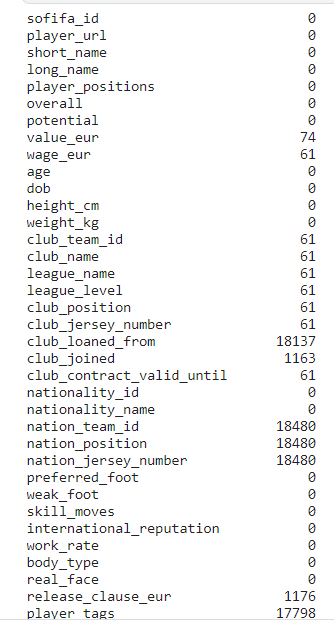 sofifa_id 0
player_url 0
short_name 0
long_name 0
player_positions 0
overall 0
potential 0
value_eur 74
wage_eur 61
age 0
dob 0
height_cm 0
weight_kg 0
club_team_id 61
club_name 61
league_name 61
league_level 61
club_position 61
club_jersey_number 61
club_loaned_from 18137
club_joined 1163
club_contract_valid_until 61
nationality_id 0
nationality_name 0
nation_team_id 18480
nation_position 18480
nation_jersey_number 18480
preferred_foot 0
weak_foot 0
skill_moves 0
international_reputation 0
work_rate 0
body_type 0
real_face 0
release_clause_eur 1176
player_tags 17798